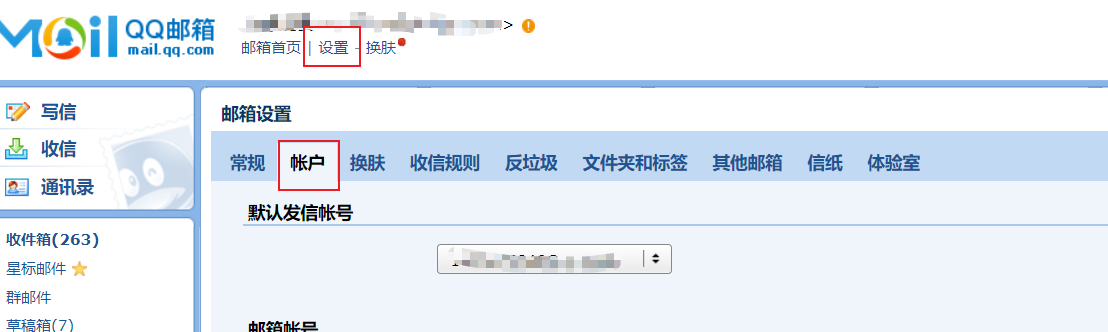 Mail QQ邮箱
mail.qq.com
>
邮箱首页 | 设置 - 换肤
写信
收信
通讯录
收件箱(263)
星标邮件
群邮件
草稿箱(7)
邮箱设置
常规 帐户 换肤 收信规则 反垃圾 文件夹和标签 其他邮箱 信纸 体验室
默认发信帐号
邮箱帐号